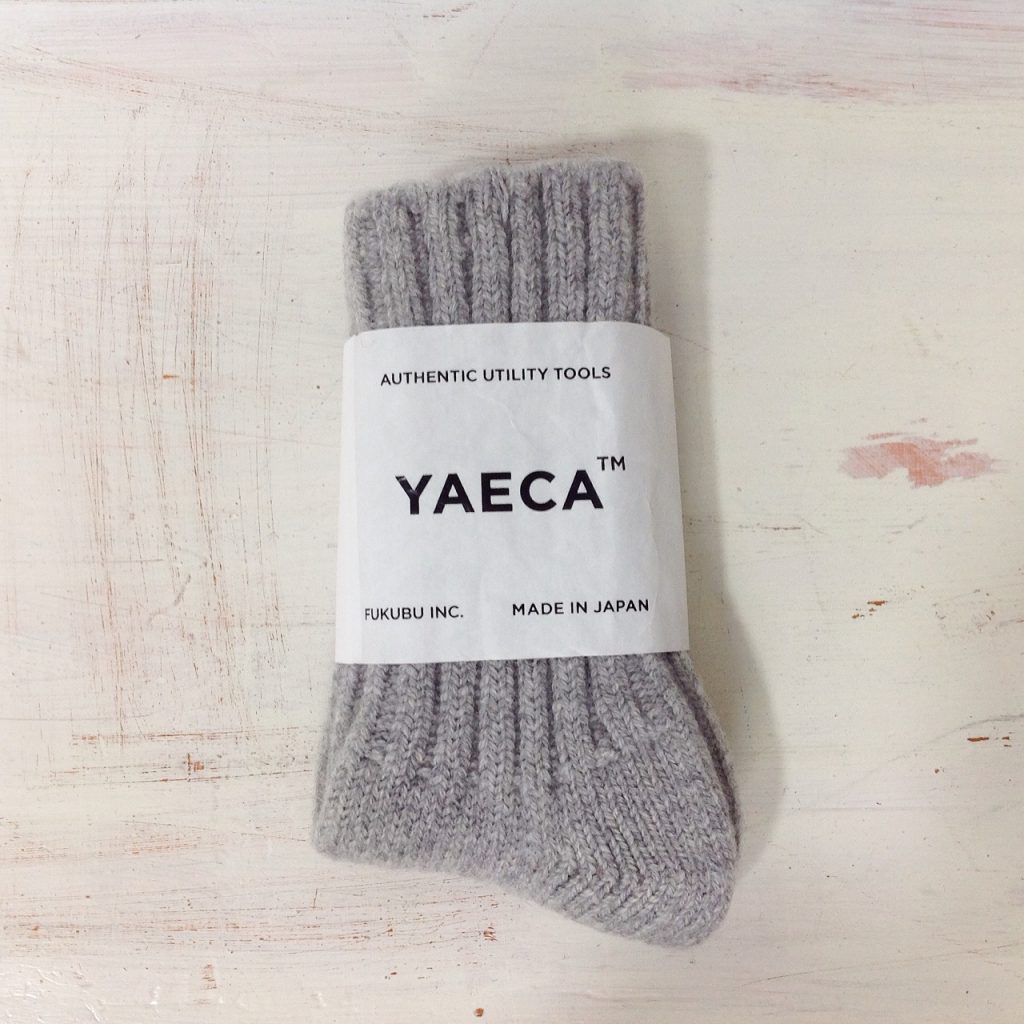 AUTHENTIC UTILITY TOOLS
YAECA™
FUKUBU INC. MADE IN JAPAN